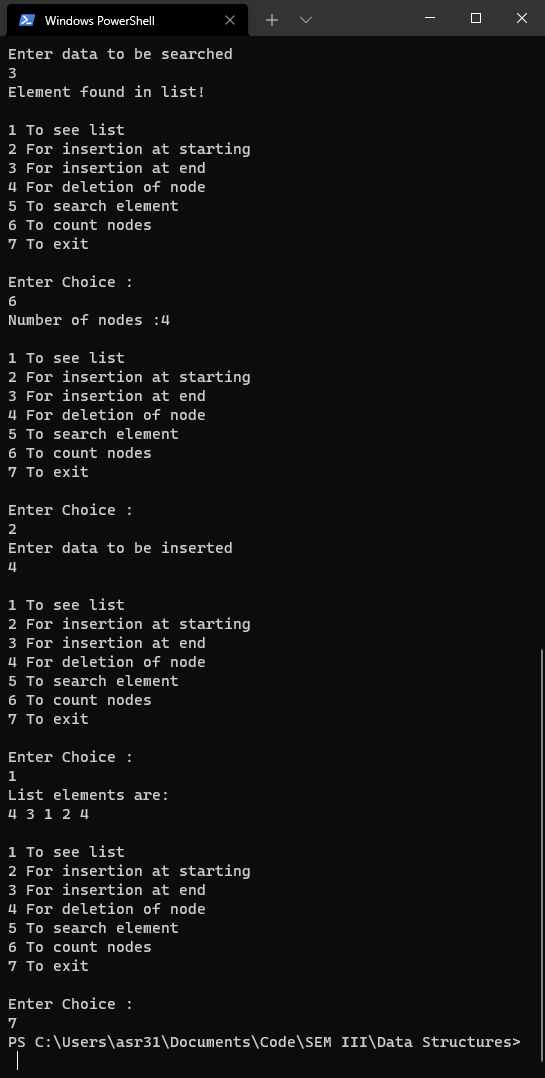 Windows PowerShell
Enter data to be searched
3
Element found in list!
1 To see list
2 For insertion at starting
3 For insertion at end
4 For deletion of node
5 To search element
6 To count nodes
7 To exit
Enter Choice :
6
Number of nodes :4
1 To see list
2 For insertion at starting
3 For insertion at end
4 For deletion of node
5 To search element
6 To count nodes
7 To exit
Enter Choice :
2
Enter data to be inserted
4
1 To see list
2 For insertion at starting
3 For insertion at end
4 For deletion of node
5 To search element
6 To count nodes
7 To exit
Enter Choice :
1
List elements are:
4 3 1 2 4
1 To see list
2 For insertion at starting
3 For insertion at end
4 For deletion of node
5 To search element
6 To count nodes
7 To exit
Enter Choice :
7
PS C:\Users\asr31\Documents\Code\SEM III\Data Structures>